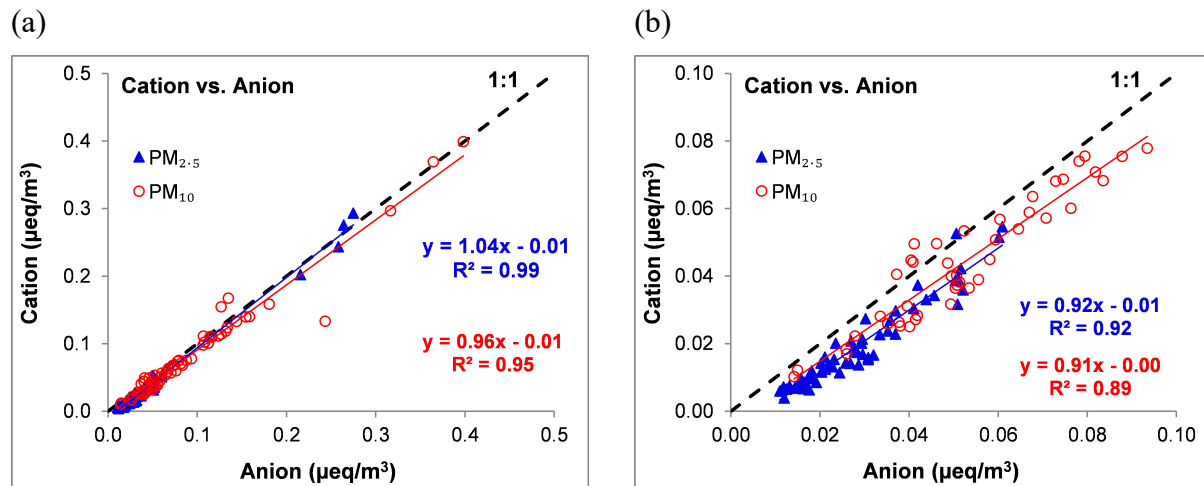 (a)
Cation vs. Anion
1:1
PM₂.₅
PM₁₀
y = 1.04x - 0.01
R² = 0.99
y = 0.96x - 0.01
R² = 0.95
Cation (µeq/m³)
0.5
0.4
0.3
0.2
0.1
0.0
0.0 0.1 0.2 0.3 0.4 0.5
Anion (µeq/m³)
(b)
Cation vs. Anion
1:1
PM₂.₅
PM₁₀
y = 0.92x - 0.01
R² = 0.92
y = 0.91x - 0.00
R² = 0.89
Cation (µeq/m³)
0.10
0.08
0.06
0.04
0.02
0.00
0.00 0.02 0.04 0.06 0.08 0.10
Anion (µeq/m³)